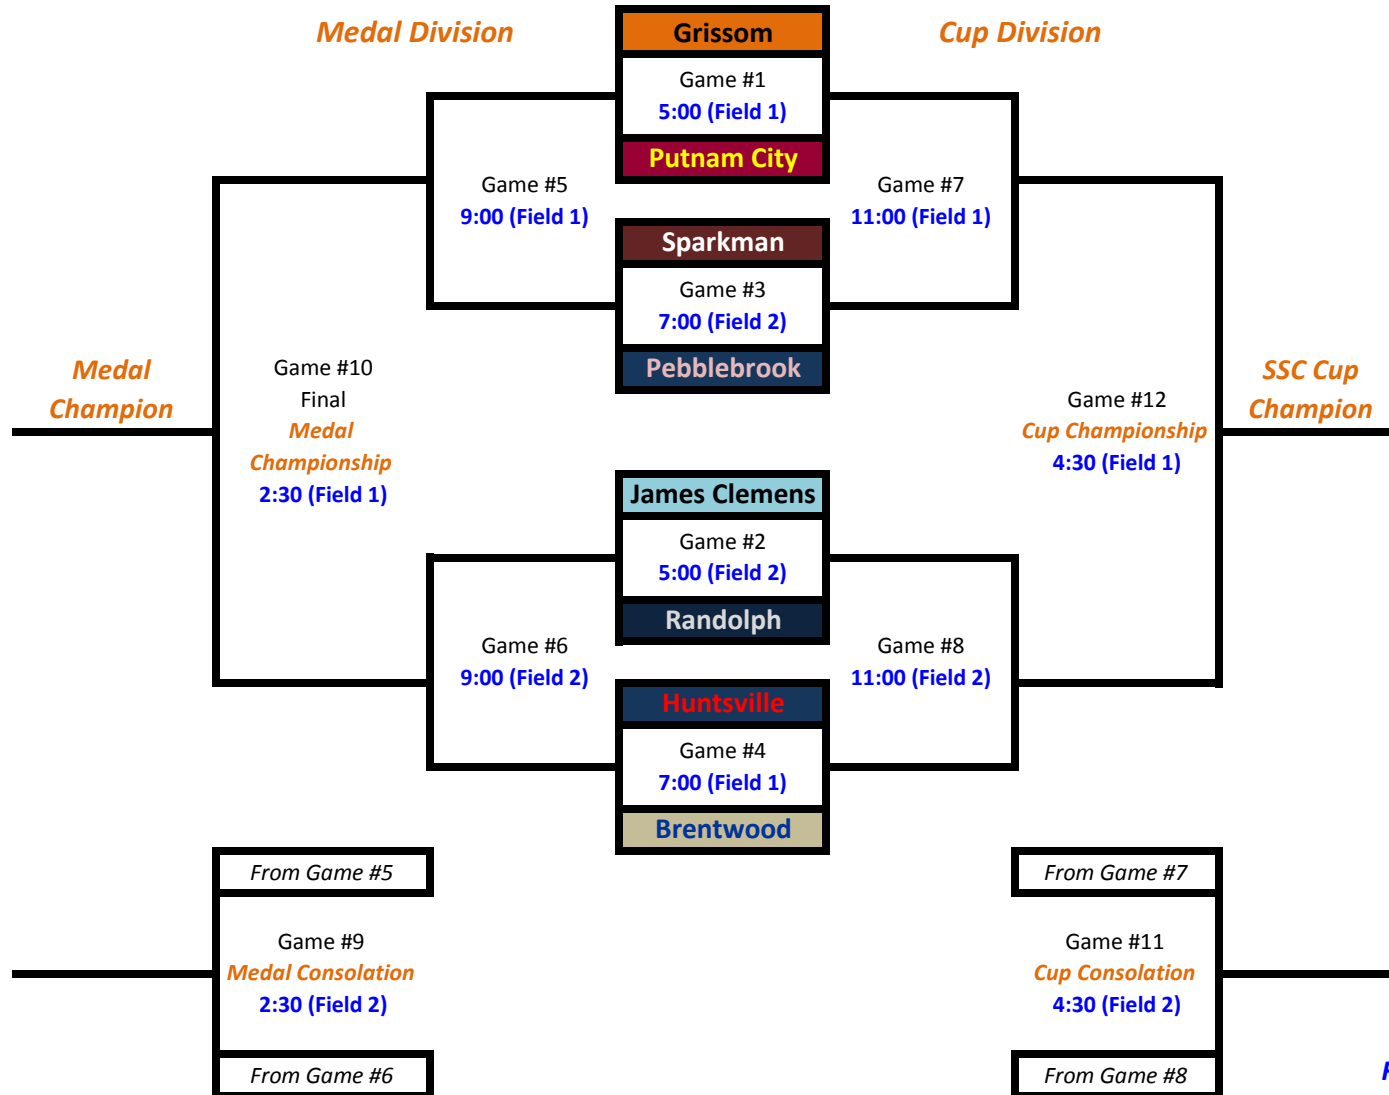 Medal Division
Grissom
Cup Division
Game #1
5:00 (Field 1)
Putnam City
Game #5
9:00 (Field 1)
Game #7
11:00 (Field 1)
Sparkman
Game #3
7:00 (Field 2)
Pebblebrook
Medal
Champion
Game #10
Final
Medal
Championship
2:30 (Field 1)
Game #12
Cup Championship
4:30 (Field 1)
SSC Cup
Champion
James Clemens
Game #2
5:00 (Field 2)
Randolph
Game #6
9:00 (Field 2)
Game #8
11:00 (Field 2)
Huntsville
Game #4
7:00 (Field 1)
Brentwood
From Game #5
From Game #7
Game #9
Medal Consolation
2:30 (Field 2)
Game #11
Cup Consolation
4:30 (Field 2)
From Game #6
From Game #8